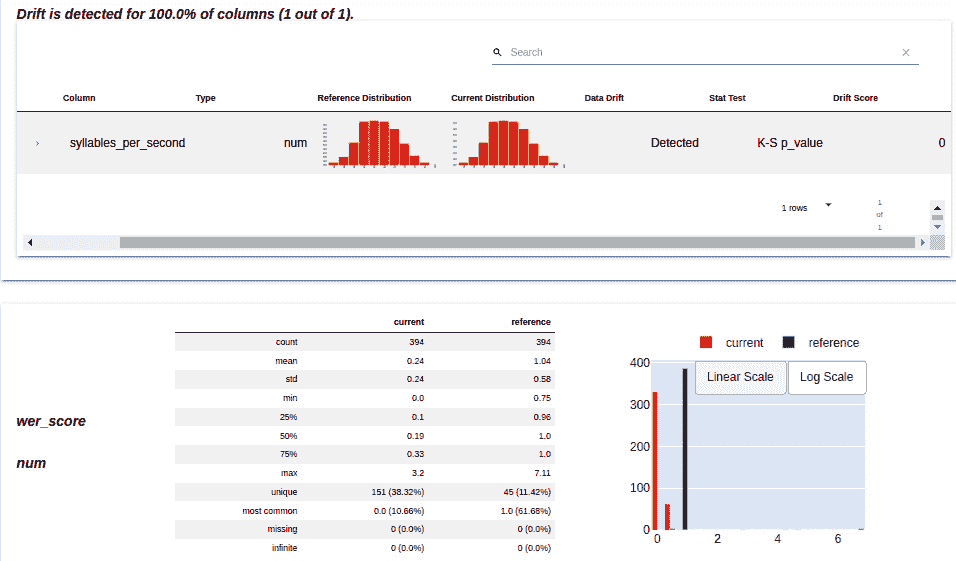 Drift is detected for 100.0% of columns (1 out of 1).
Search
Column Type Reference Distribution Current Distribution Data Drift Stat Test Drift Score
syllables_per_second num Detected K-S p_value 0
1 rows 1
of
1
current reference
count 394 394
mean 0.24 1.04
std 0.24 0.58
min 0.0 0.75
25% 0.1 0.96
50% 0.19 1.0
75% 0.33 1.0
max 3.2 7.11
unique 151 (38.32%) 45 (11.42%)
most common 0.0 (10.66%) 1.0 (61.68%)
missing 0 (0.0%) 0 (0.0%)
infinite 0 (0.0%) 0 (0.0%)
wer_score
num
current reference
Linear Scale Log Scale
400
300
200
100
0
0 2 4 6